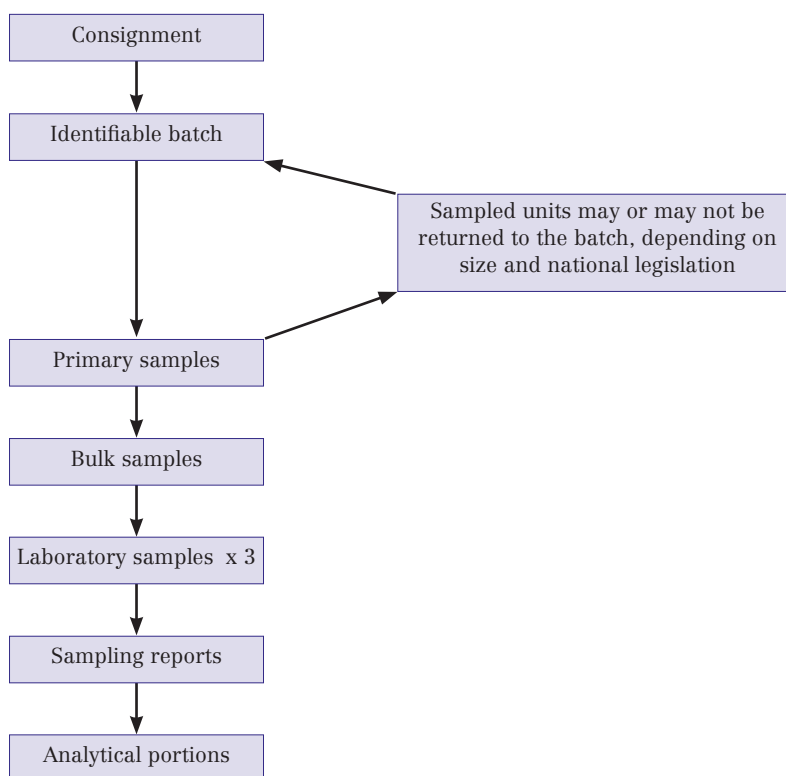 Consignment
Identifiable batch
Sampled units may or may not be
returned to the batch, depending on
size and national legislation
Primary samples
Bulk samples
Laboratory samples  x 3
Sampling reports
Analytical portions